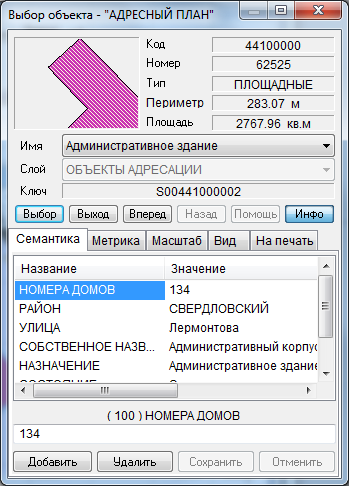 Выбор объекта - "АДРЕСНЫЙ ПЛАН"
Код 44100000
Номер 62525
Тип ПЛОЩАДНЫЕ
Периметр 283.07 м
Площадь 2767.96 кв.м
Имя Административное здание
Слой ОБЪЕКТЫ АДРЕСАЦИИ
Ключ S00441000002
Выбор Выход Вперед Назад Помощь Инфо
Семантика Метрика Масштаб Вид На печать
Название Значение
НОМЕРА ДОМОВ 134
РАЙОН СВЕРДЛОВСКИЙ
УЛИЦА Лермонтова
СОБСТВЕННОЕ НАЗВ... Административный корпус
НАЗНАЧЕНИЕ Административное здание
( 100 ) НОМЕРА ДОМОВ
134
Добавить Удалить Сохранить Отменить